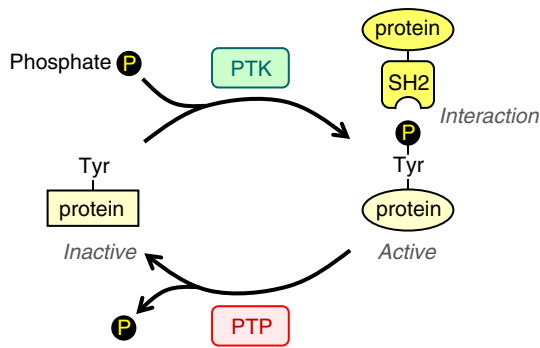 protein
Phosphate P
PTK
SH2
Interaction
P
Tyr
Tyr
protein
protein
Inactive
Active
P
PTP